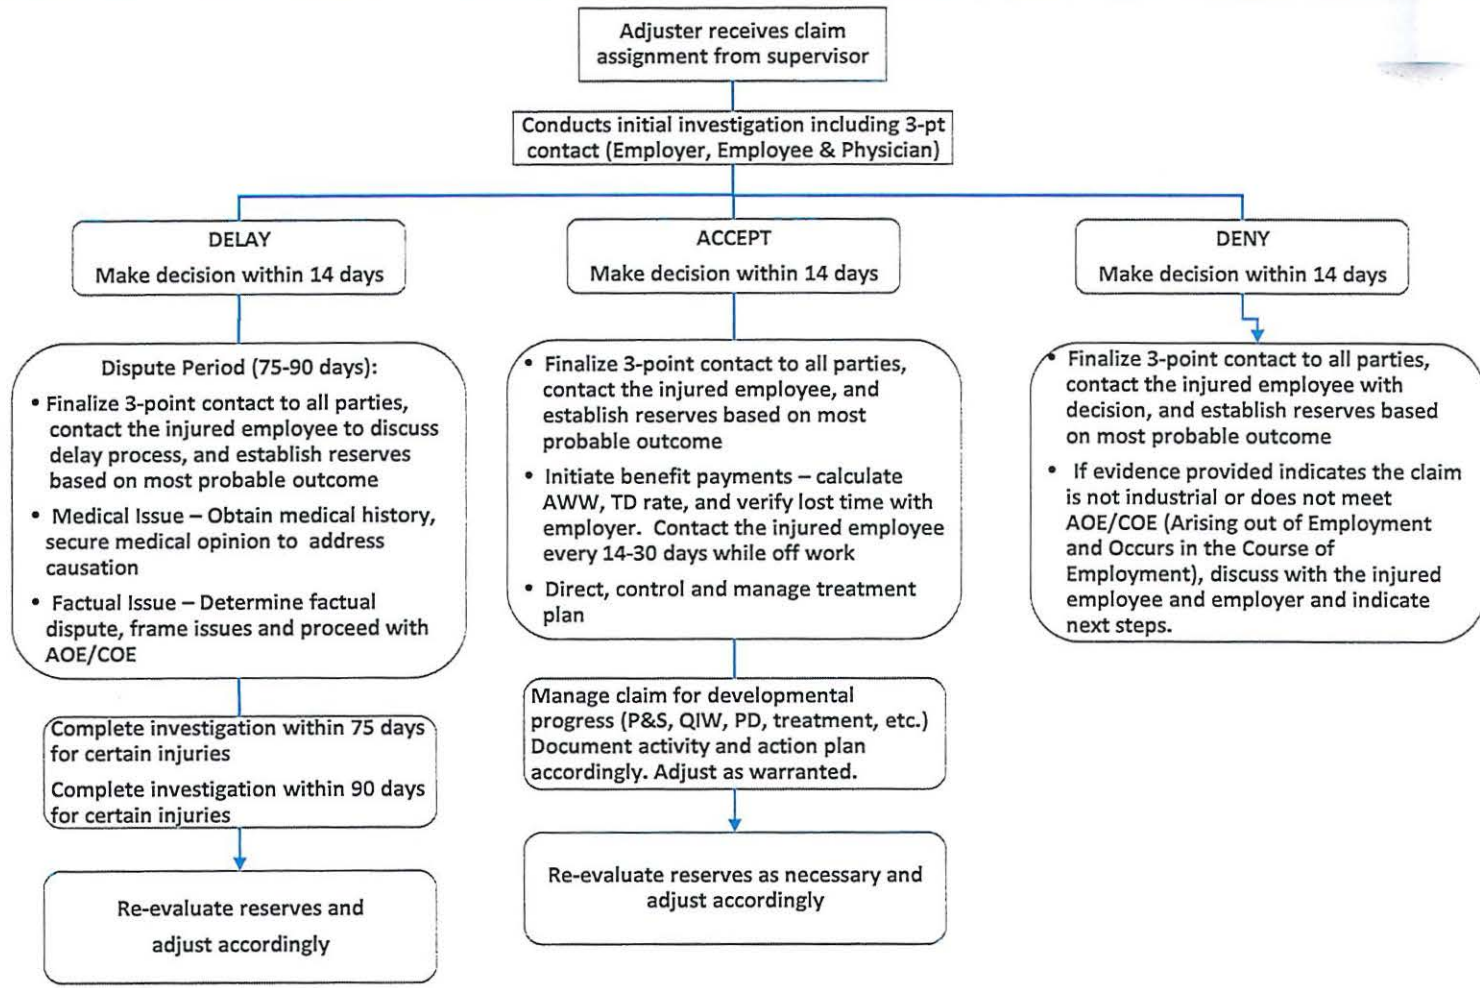 Adjuster receives claim
assignment from supervisor
Conducts initial investigation including 3-pt
contact (Employer, Employee & Physician)
DELAY
Make decision within 14 days
Dispute Period (75-90 days):
• Finalize 3-point contact to all parties,
contact the injured employee to discuss
delay process, and establish reserves
based on most probable outcome
• Medical Issue – Obtain medical history,
secure medical opinion to address
causation
• Factual Issue – Determine factual
dispute, frame issues and proceed with
AOE/COE
Complete investigation within 75 days
for certain injuries
Complete investigation within 90 days
for certain injuries
Re-evaluate reserves and
adjust accordingly
ACCEPT
Make decision within 14 days
• Finalize 3-point contact to all parties,
contact the injured employee, and
establish reserves based on most
probable outcome
• Initiate benefit payments – calculate
AWW, TD rate, and verify lost time with
employer. Contact the injured employee
every 14-30 days while off work
• Direct, control and manage treatment
plan
Manage claim for developmental
progress (P&S, QIW, PD, treatment, etc.)
Document activity and action plan
accordingly. Adjust as warranted.
Re-evaluate reserves as necessary and
adjust accordingly
DENY
Make decision within 14 days
• Finalize 3-point contact to all parties,
contact the injured employee with
decision, and establish reserves based
on most probable outcome
• If evidence provided indicates the claim
is not industrial or does not meet
AOE/COE (Arising out of Employment
and Occurs in the Course of
Employment), discuss with the injured
employee and employer and indicate
next steps.